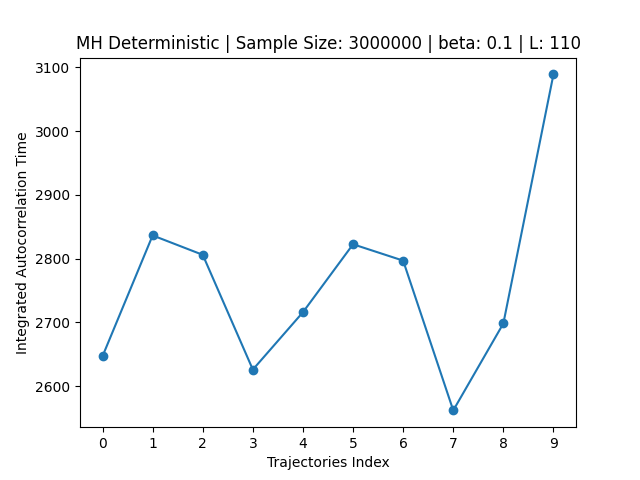 MH Deterministic | Sample Size: 3000000 | beta: 0.1 | L: 110
Integrated Autocorrelation Time
3100
3000
2900
2800
2700
2600
0 1 2 3 4 5 6 7 8 9
Trajectories Index